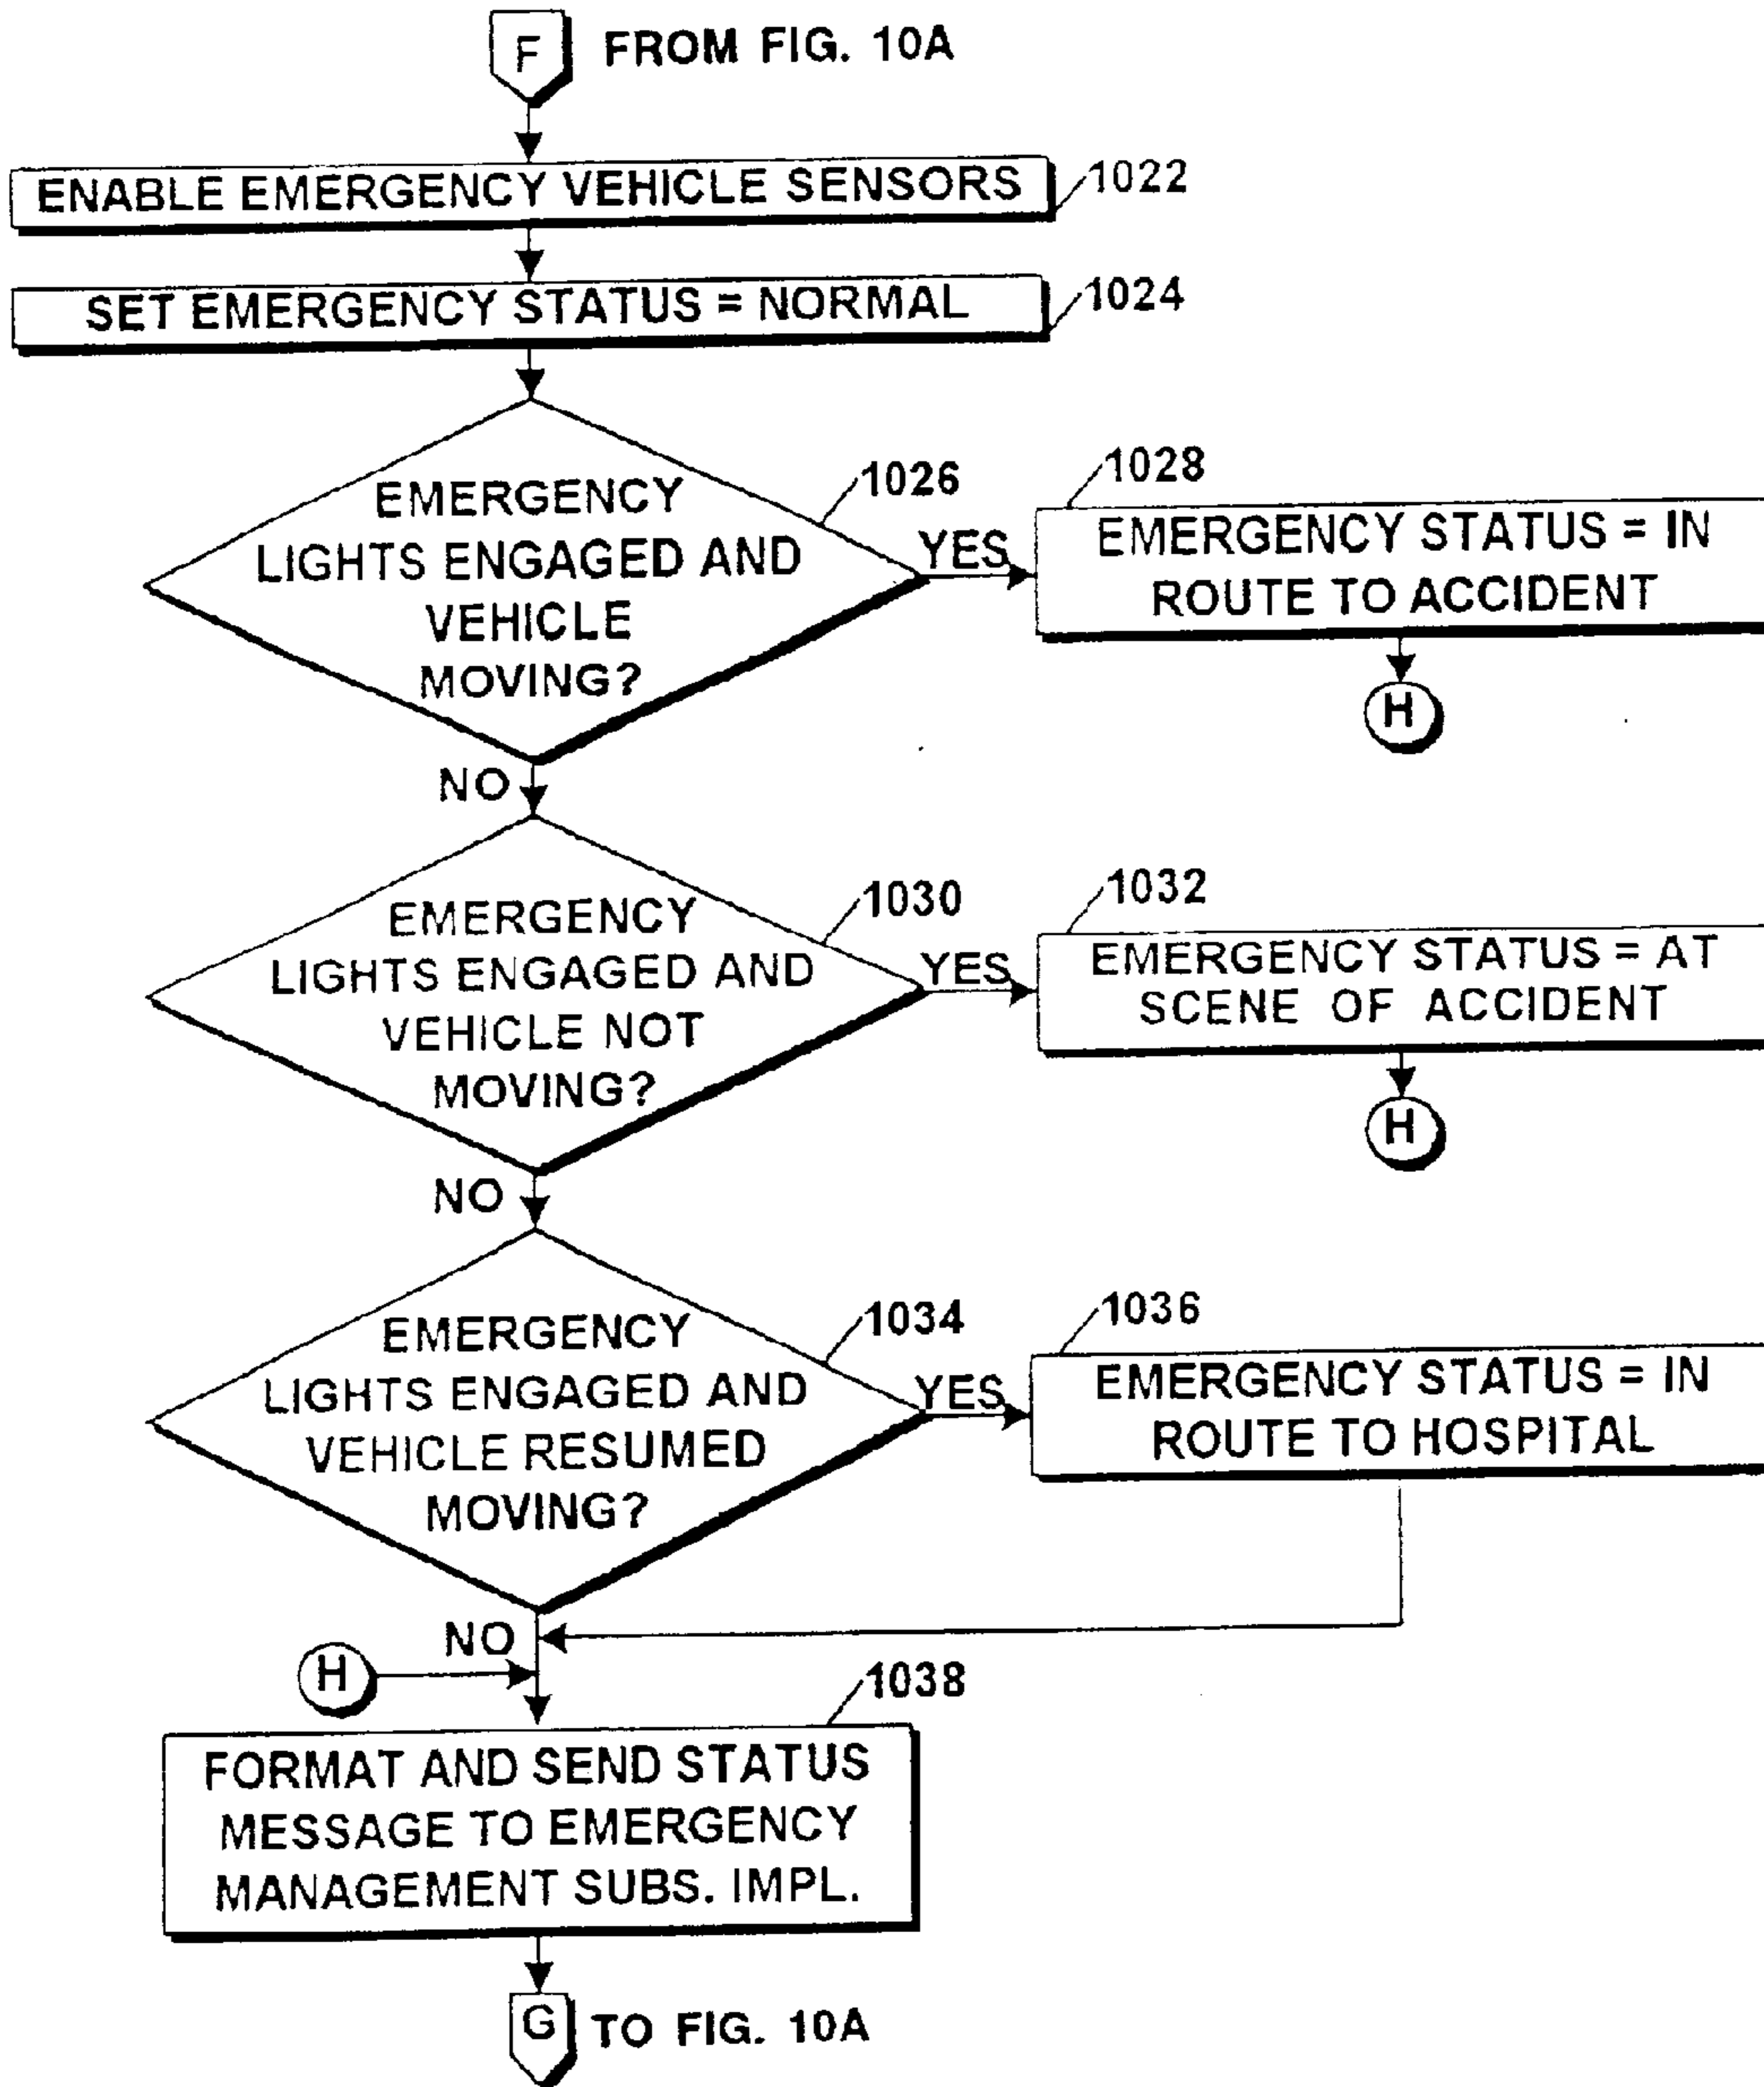 F FROM FIG. 10A
ENABLE EMERGENCY VEHICLE SENSORS
1022
SET EMERGENCY STATUS = NORMAL
1024
EMERGENCY
LIGHTS ENGAGED AND
VEHICLE
MOVING?
1026
YES
1028
EMERGENCY STATUS = IN
ROUTE TO ACCIDENT
H
NO
EMERGENCY
LIGHTS ENGAGED AND
VEHICLE NOT
MOVING?
1030
YES
1032
EMERGENCY STATUS = AT
SCENE OF ACCIDENT
H
NO
EMERGENCY
LIGHTS ENGAGED AND
VEHICLE RESUMED
MOVING?
1034
YES
1036
EMERGENCY STATUS = IN
ROUTE TO HOSPITAL
NO
H
1038
FORMAT AND SEND STATUS
MESSAGE TO EMERGENCY
MANAGEMENT SUBS. IMPL.
G TO FIG. 10A